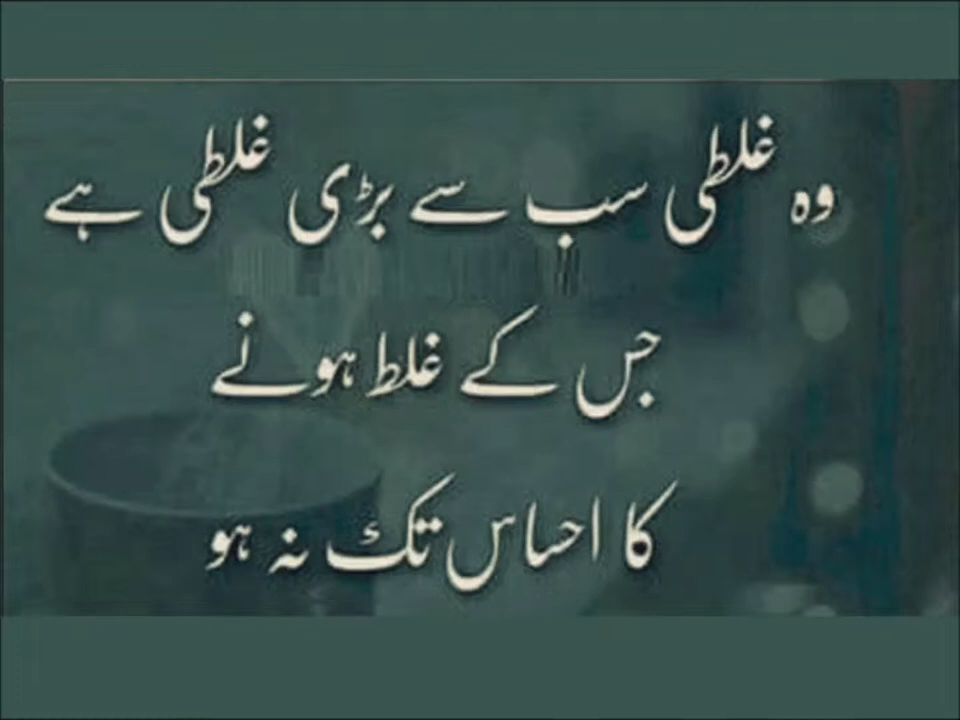 وہ غلطی سب سے بڑی غلطی ہے
جس کے غلط ہونے
کا احساس تک نہ ہو